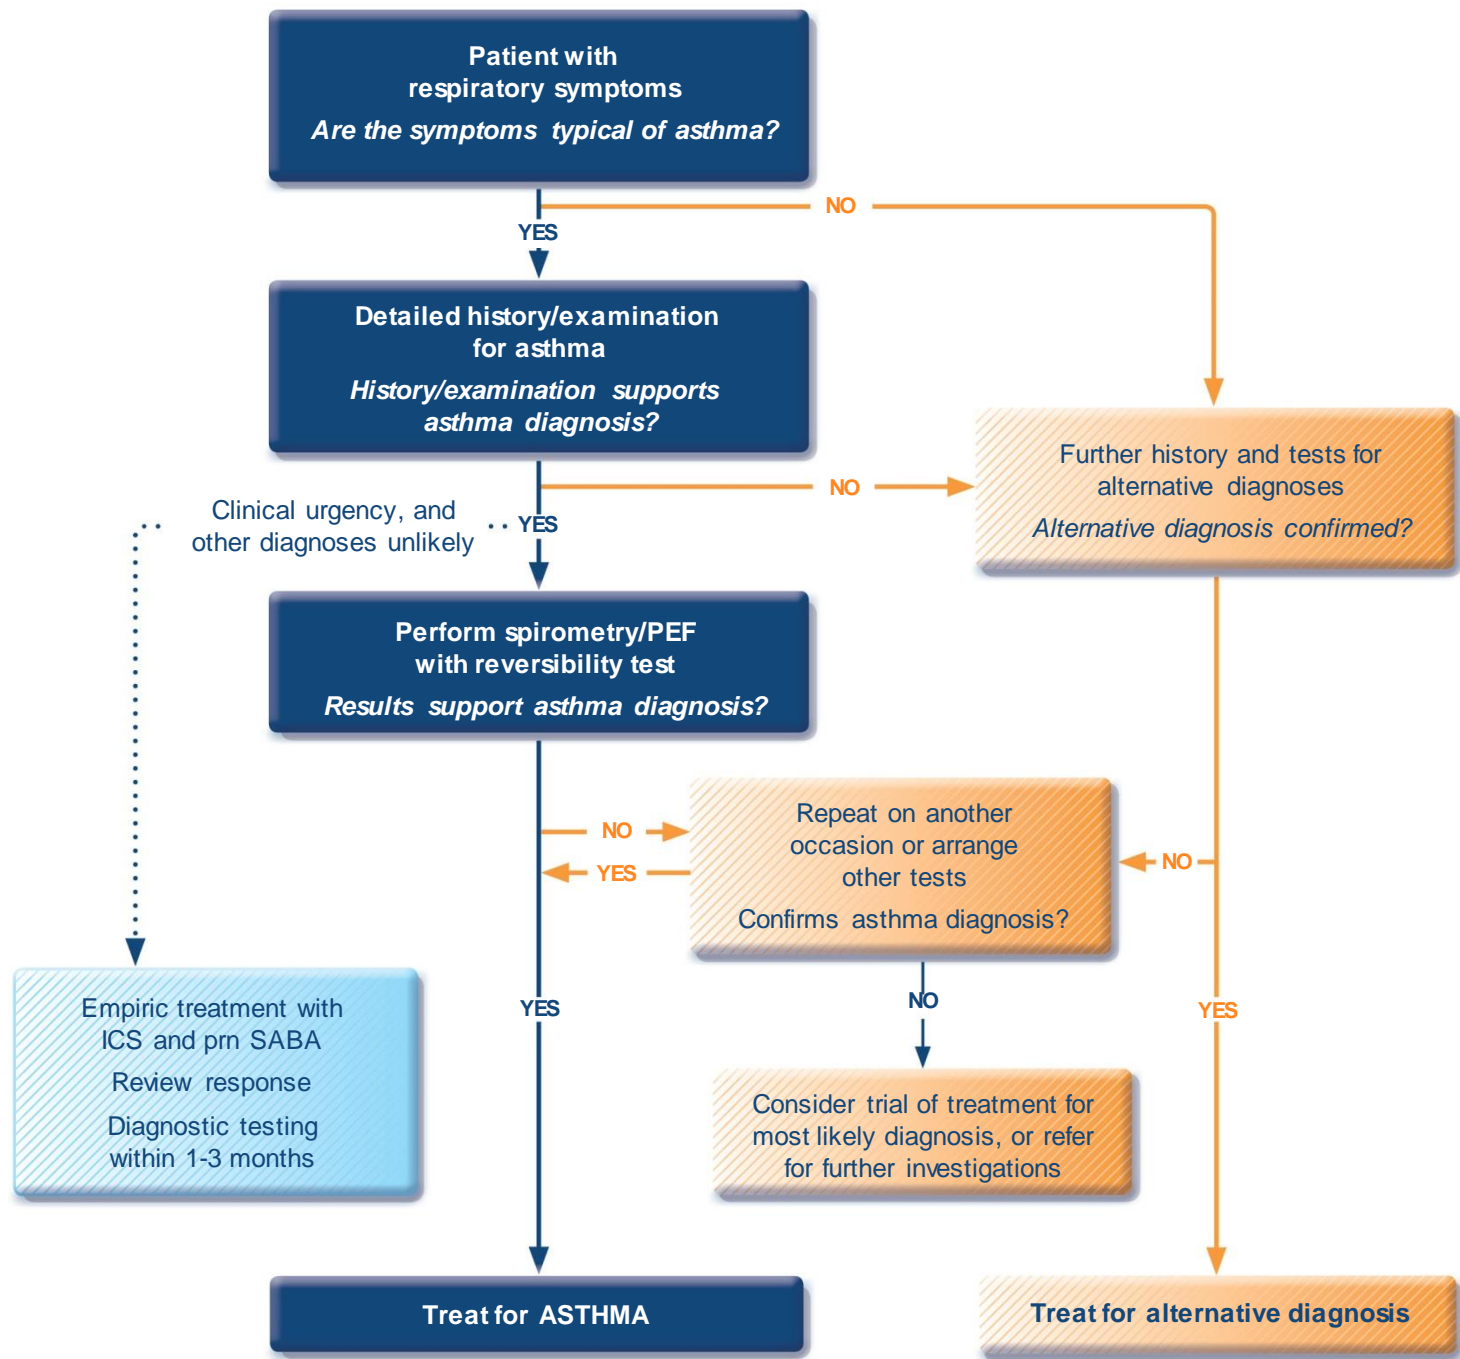 Patient with
respiratory symptoms
Are the symptoms typical of asthma?
NO
YES
Detailed history/examination
for asthma
History/examination supports
asthma diagnosis?
Further history and tests for
alternative diagnoses
Alternative diagnosis confirmed?
NO
Clinical urgency, and
other diagnoses unlikely
YES
Perform spirometry/PEF
with reversibility test
Results support asthma diagnosis?
Repeat on another
occasion or arrange
other tests
Confirms asthma diagnosis?
NO
YES
NO
Empiric treatment with
ICS and prn SABA
Review response
Diagnostic testing
within 1-3 months
YES
NO
YES
Consider trial of treatment for
most likely diagnosis, or refer
for further investigations
Treat for ASTHMA
Treat for alternative diagnosis